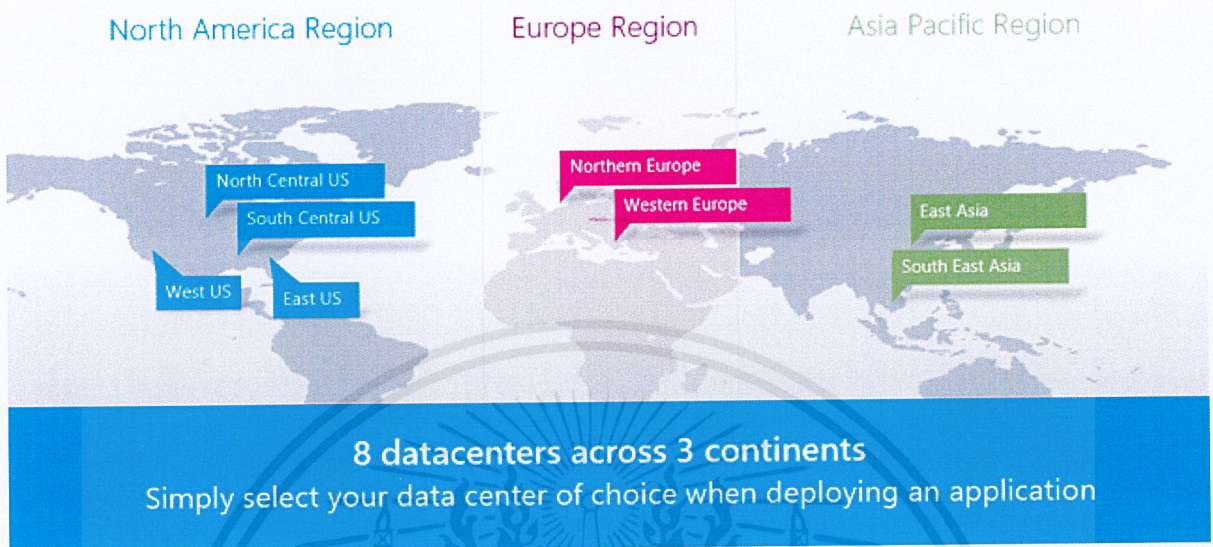 North America Region
Europe Region
Asia Pacific Region
North Central US
South Central US
West US
East US
Northern Europe
Western Europe
East Asia
South East Asia
8 datacenters across 3 continents
Simply select your data center of choice when deploying an application